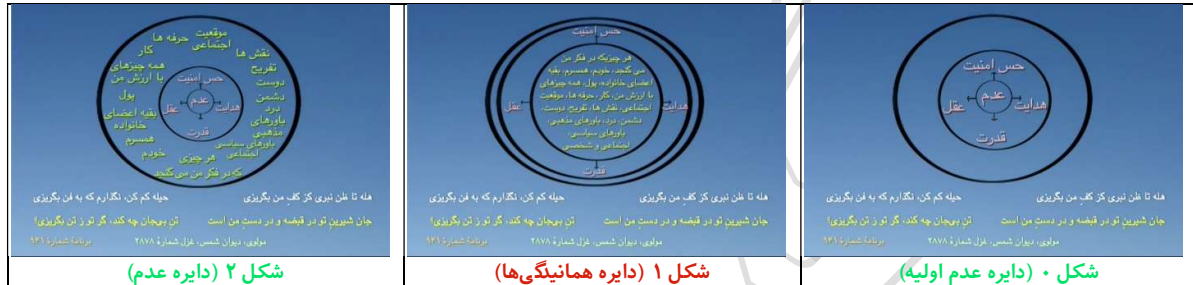 حس امنیت
عقل
عدم
هدایت
قدرت
هله تا ظن نبری کز کفِ من بگریزی
حیله کم کن، نگذارم که به فن بگریزی
جان شیرینِ تو در قبضه و در دستِ من است
تنِ بی‌جان چه کند، گر تو ز تن بگریزی؟!
مولوی، دیوان شمس، غزل شمارهٔ ۲۸۷۸
برنامهٔ شمارهٔ ۹۳۱
شکل ۰ (دایره عدم اولیه)
حس امنیت
هر چیزیکه در فکر من
می گنجد، خودم، همسرم، بقیه
اعضای خانواده، پول، همه چیزهای
با ارزش من، کار، حرفه ها، موقعیت
اجتماعی، نقش ها، تفریح، دوست،
دشمن، درد، باورهای مذهبی،
باورهای سیاسی،
اجتماعی و شخصی
عقل
هدایت
قدرت
هله تا ظن نبری کز کفِ من بگریزی
حیله کم کن، نگذارم که به فن بگریزی
جان شیرینِ تو در قبضه و در دستِ من است
تنِ بی‌جان چه کند، گر تو ز تن بگریزی؟!
مولوی، دیوان شمس، غزل شمارهٔ ۲۸۷۸
برنامهٔ شمارهٔ ۹۳۱
شکل ۱ (دایره همانیدگی‌ها)
موقعیت
اجتماعی
حرفه ها
کار
همه چیزهای
با ارزش من
پول
بقیه اعضای
خانواده
همسرم
خودم
هر چیزی
که در فکر من می گنجد
نقش ها
تفریح
دوست
دشمن
درد
باورهای
مذهبی
باورهای سیاسی
اجتماعی
حس امنیت
عقل
عدم
هدایت
قدرت
هله تا ظن نبری کز کفِ من بگریزی
حیله کم کن، نگذارم که به فن بگریزی
جان شیرینِ تو در قبضه و در دستِ من است
تنِ بی‌جان چه کند، گر تو ز تن بگریزی؟!
مولوی، دیوان شمس، غزل شمارهٔ ۲۸۷۸
برنامهٔ شمارهٔ ۹۳۱
شکل ۲ (دایره عدم)